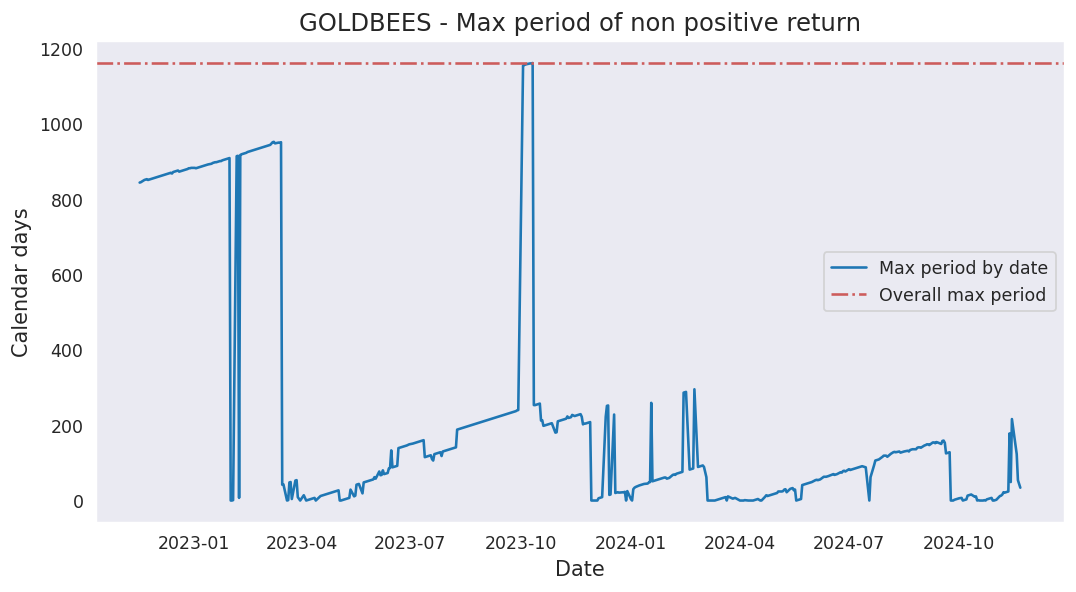 GOLDBEES - Max period of non positive return
1200
1000
800
600
400
200
0
Calendar days
Max period by date
Overall max period
2023-01 2023-04 2023-07 2023-10 2024-01 2024-04 2024-07 2024-10
Date